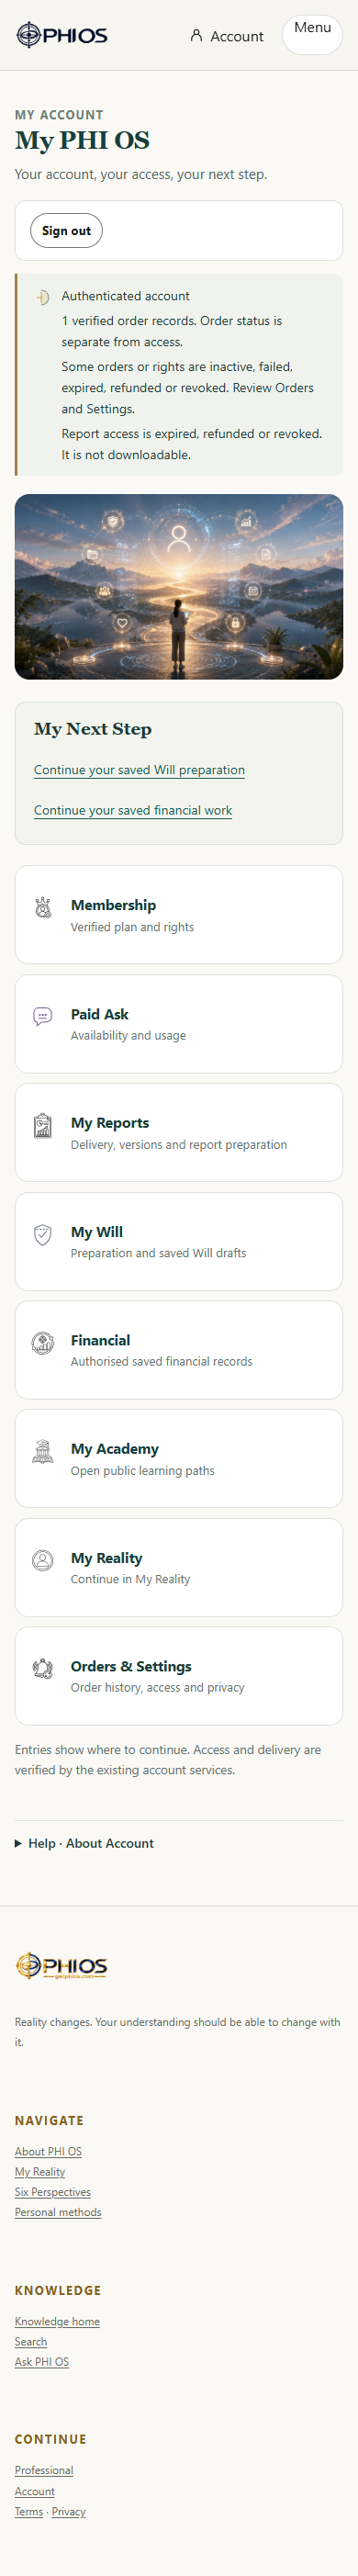 PHIOS
Account
Menu
MY ACCOUNT
My PHI OS
Your account, your access, your next step.
Sign out
Authenticated account
1 verified order records. Order status is
separate from access.
Some orders or rights are inactive, failed,
expired, refunded or revoked. Review Orders
and Settings.
Report access is expired, refunded or revoked.
It is not downloadable.
My Next Step
Continue your saved Will preparation
Continue your saved financial work
Membership
Verified plan and rights
Paid Ask
Availability and usage
My Reports
Delivery, versions and report preparation
My Will
Preparation and saved Will drafts
Financial
Authorised saved financial records
My Academy
Open public learning paths
My Reality
Continue in My Reality
Orders & Settings
Order history, access and privacy
Entries show where to continue. Access and delivery are
verified by the existing account services.
Help · About Account
PHIOS
getphios.com
Reality changes. Your understanding should be able to change with
it.
NAVIGATE
About PHI OS
My Reality
Six Perspectives
Personal methods
KNOWLEDGE
Knowledge home
Search
Ask PHI OS
CONTINUE
Professional
Account
Terms · Privacy